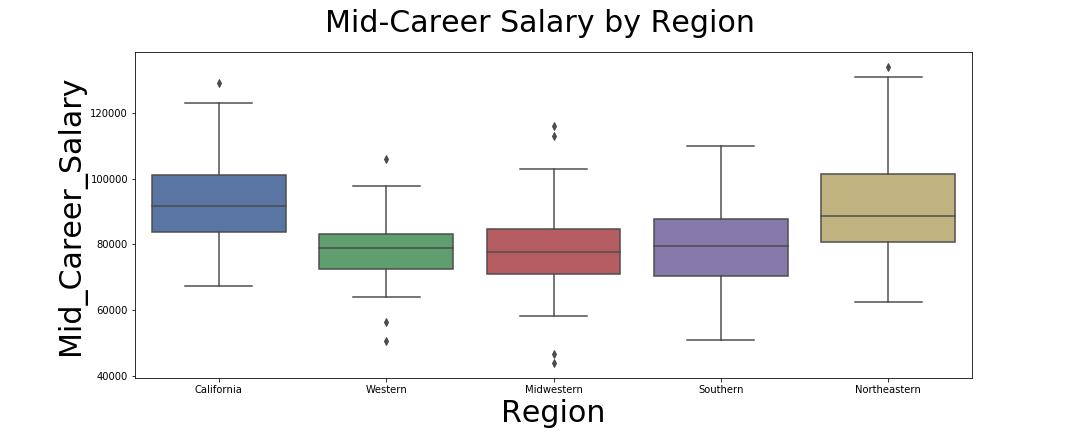 Mid-Career Salary by Region
Mid_Career_Salary
120000
100000
80000
60000
40000
California Western Midwestern Southern Northeastern
Region